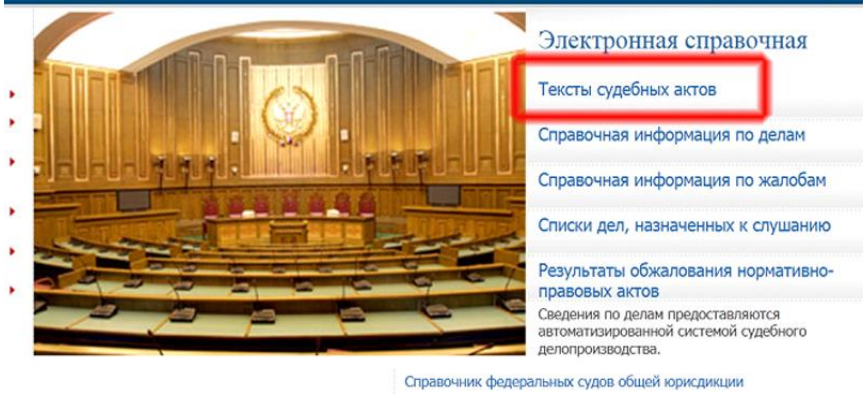 Электронная справочная
Тексты судебных актов
Справочная информация по делам
Справочная информация по жалобам
Списки дел, назначенных к слушанию
Результаты обжалования нормативно-
правовых актов
Сведения по делам предоставляются
автоматизированной системой судебного
делопроизводства.
Справочник федеральных судов общей юрисдикции